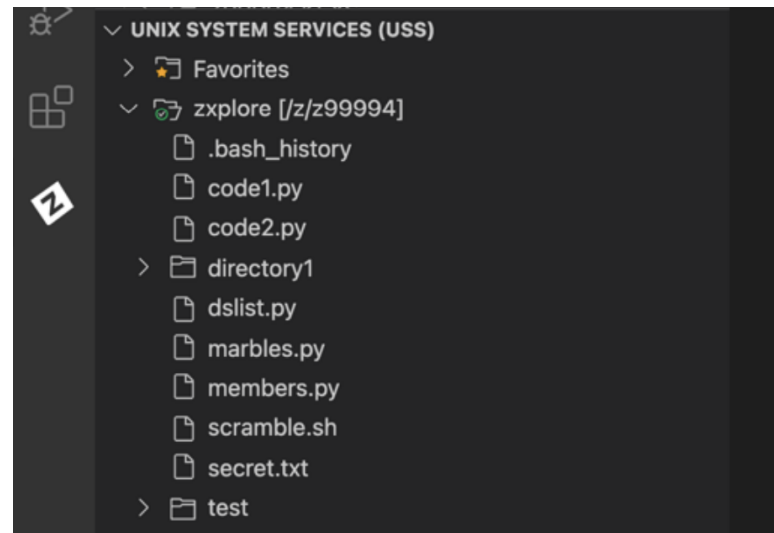 UNIX SYSTEM SERVICES (USS)
Favorites
zxplore [/z/z99994]
.bash_history
code1.py
code2.py
directory1
dslist.py
marbles.py
members.py
scramble.sh
secret.txt
test